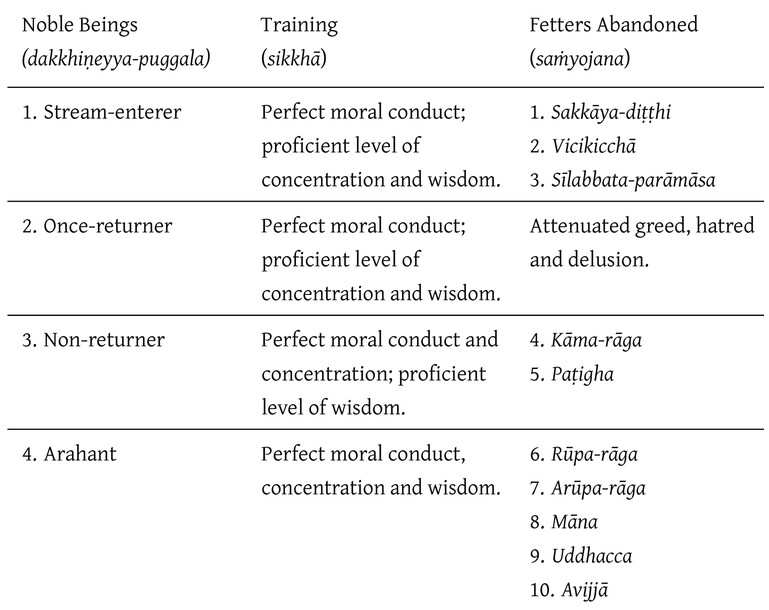 Noble Beings
(dakkhiṇeyya-puggala)
Training
(sikkhā)
Fetters Abandoned
(saṁyojana)
1. Stream-enterer
Perfect moral conduct;
proficient level of
concentration and wisdom.
1. Sakkāya-diṭṭhi
2. Vicikicchā
3. Sīlabbata-parāmāsa
2. Once-returner
Perfect moral conduct;
proficient level of
concentration and wisdom.
Attenuated greed, hatred
and delusion.
3. Non-returner
Perfect moral conduct and
concentration; proficient
level of wisdom.
4. Kāma-rāga
5. Paṭigha
4. Arahant
Perfect moral conduct,
concentration and wisdom.
6. Rūpa-rāga
7. Arūpa-rāga
8. Māna
9. Uddhacca
10. Avijjā